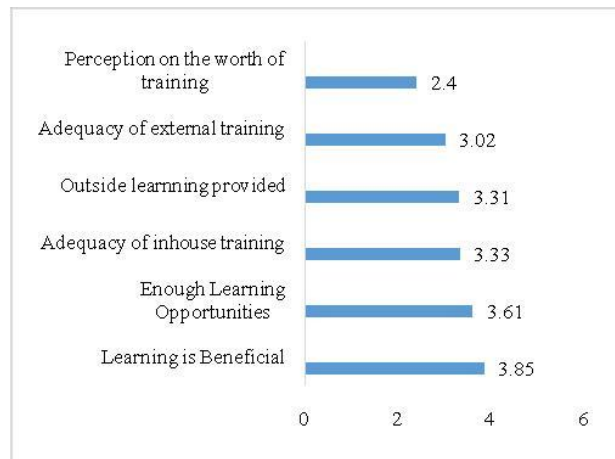 Perception on the worth of
training
2.4
Adequacy of external training
3.02
Outside learnning provided
3.31
Adequacy of inhouse training
3.33
Enough Learning
Opportunities
3.61
Learning is Beneficial
3.85
0 2 4 6